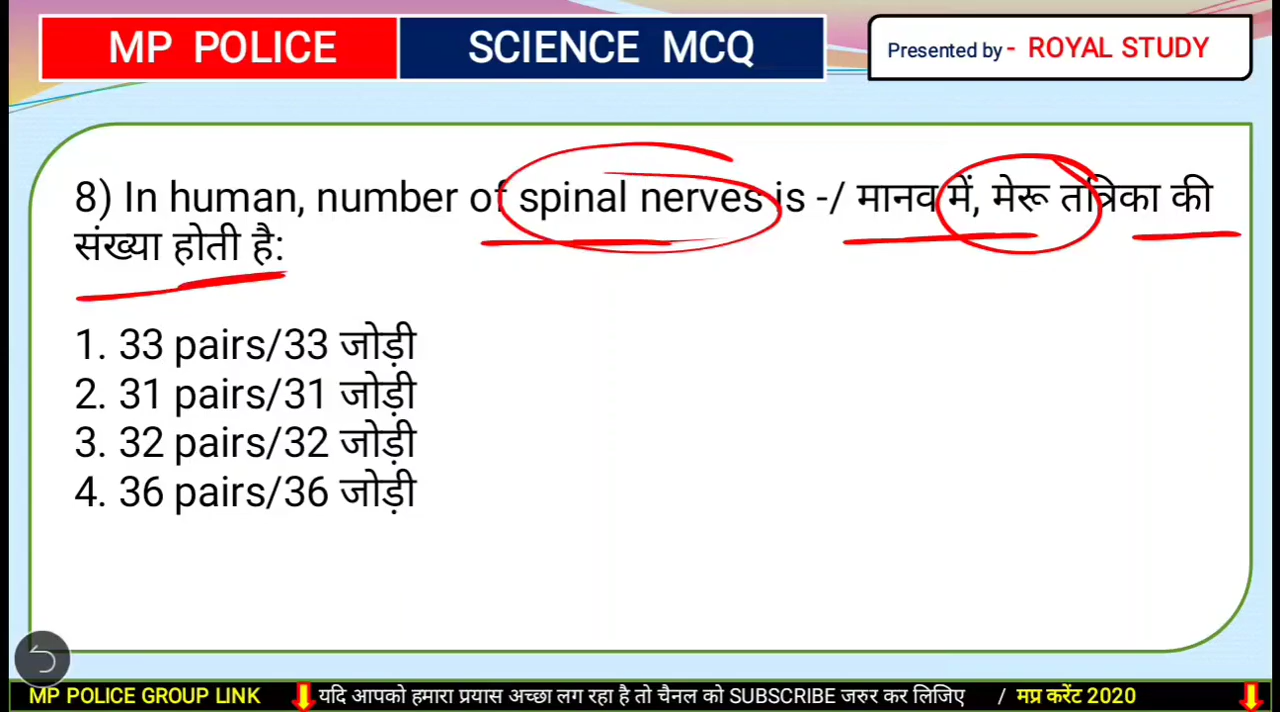 MP POLICE SCIENCE MCQ Presented by - ROYAL STUDY
8) In human, number of spinal nerves is -/ मानव में, मेरू तंत्रिका की
संख्या होती है:
1. 33 pairs/33 जोड़ी
2. 31 pairs/31 जोड़ी
3. 32 pairs/32 जोड़ी
4. 36 pairs/36 जोड़ी
MP POLICE GROUP LINK यदि आपको हमारा प्रयास अच्छा लग रहा है तो चैनल को SUBSCRIBE जरुर कर लिजिए / मप्र करेंट 2020